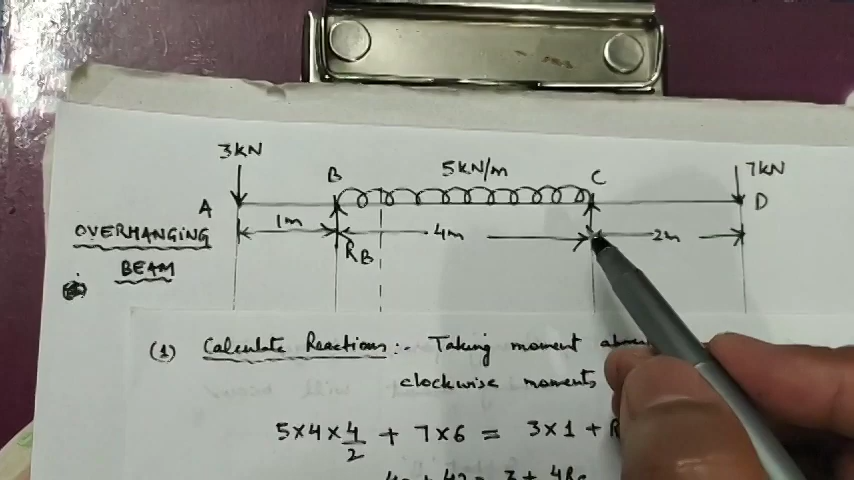 3kN
B
5kN/m
C
7kN
A
D
1m
4m
2m
RB
OVERHANGING
BEAM
(1) Calculate Reactions:- Taking moment
clockwise moments
5×4×4/2 + 7×6 = 3×1 +